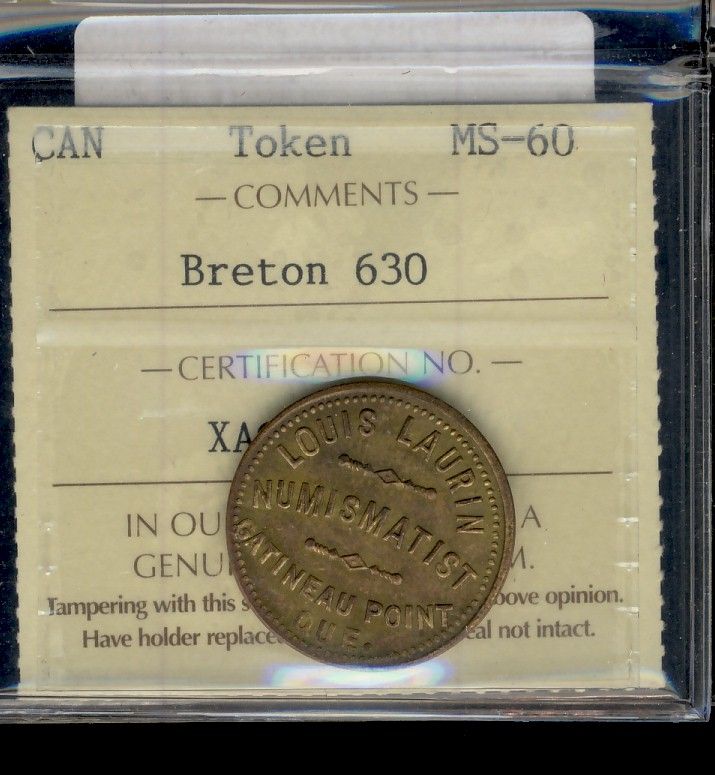 CAN Token MS-60
— COMMENTS —
Breton 630
— CERTIFICATION NO. —
XA
LOUIS LAURIN
NUMISMATIST
GATINEAU POINT
QUE.
IN OU A
GENU M.
Tampering with this s ove opinion.
Have holder replace eal not intact.